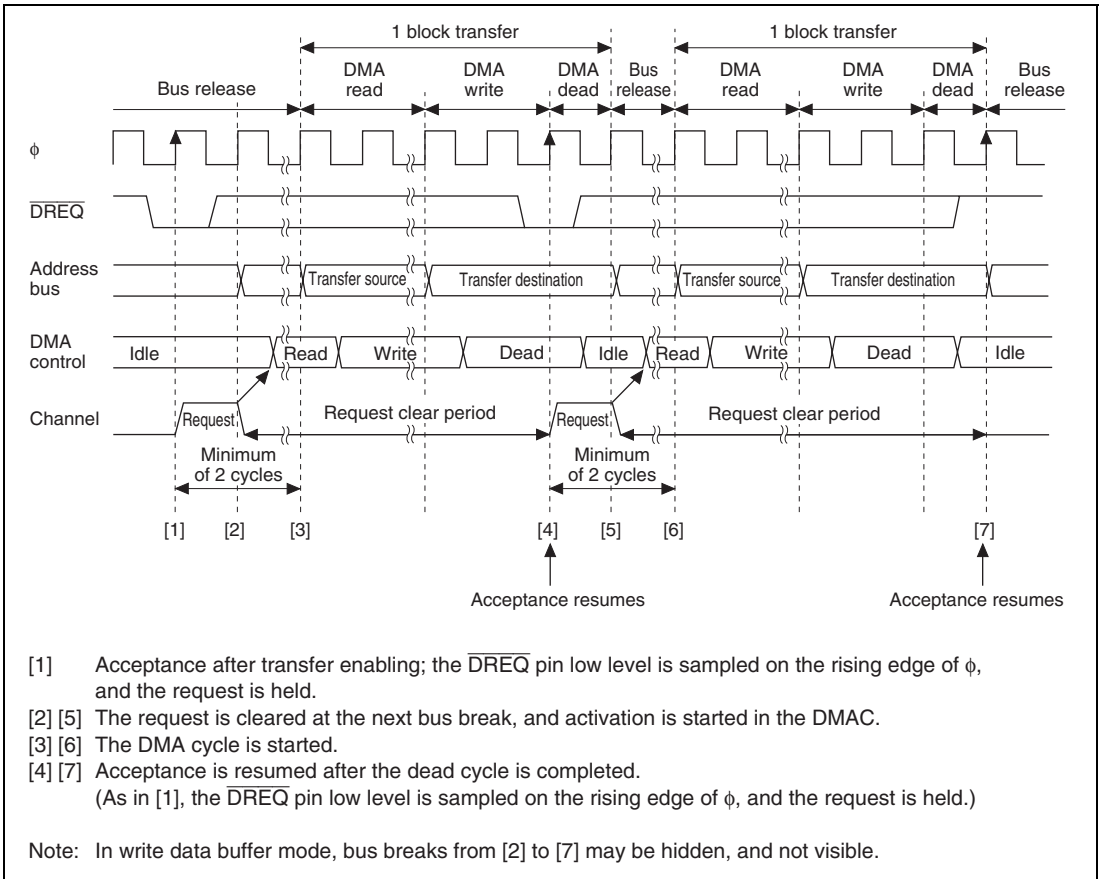 1 block transfer 1 block transfer
Bus release DMA read DMA write DMA dead Bus release DMA read DMA write DMA dead Bus release
φ
DREQ
Address bus Transfer source Transfer destination Transfer source Transfer destination
DMA control Idle Read Write Dead Idle Read Write Dead Idle
Channel Request Request clear period Request Request clear period
Minimum of 2 cycles Minimum of 2 cycles
[1] [2] [3] [4] [5] [6] [7]
Acceptance resumes Acceptance resumes
[1] Acceptance after transfer enabling; the DREQ pin low level is sampled on the rising edge of φ,
and the request is held.
[2] [5] The request is cleared at the next bus break, and activation is started in the DMAC.
[3] [6] The DMA cycle is started.
[4] [7] Acceptance is resumed after the dead cycle is completed.
(As in [1], the DREQ pin low level is sampled on the rising edge of φ, and the request is held.)
Note: In write data buffer mode, bus breaks from [2] to [7] may be hidden, and not visible.